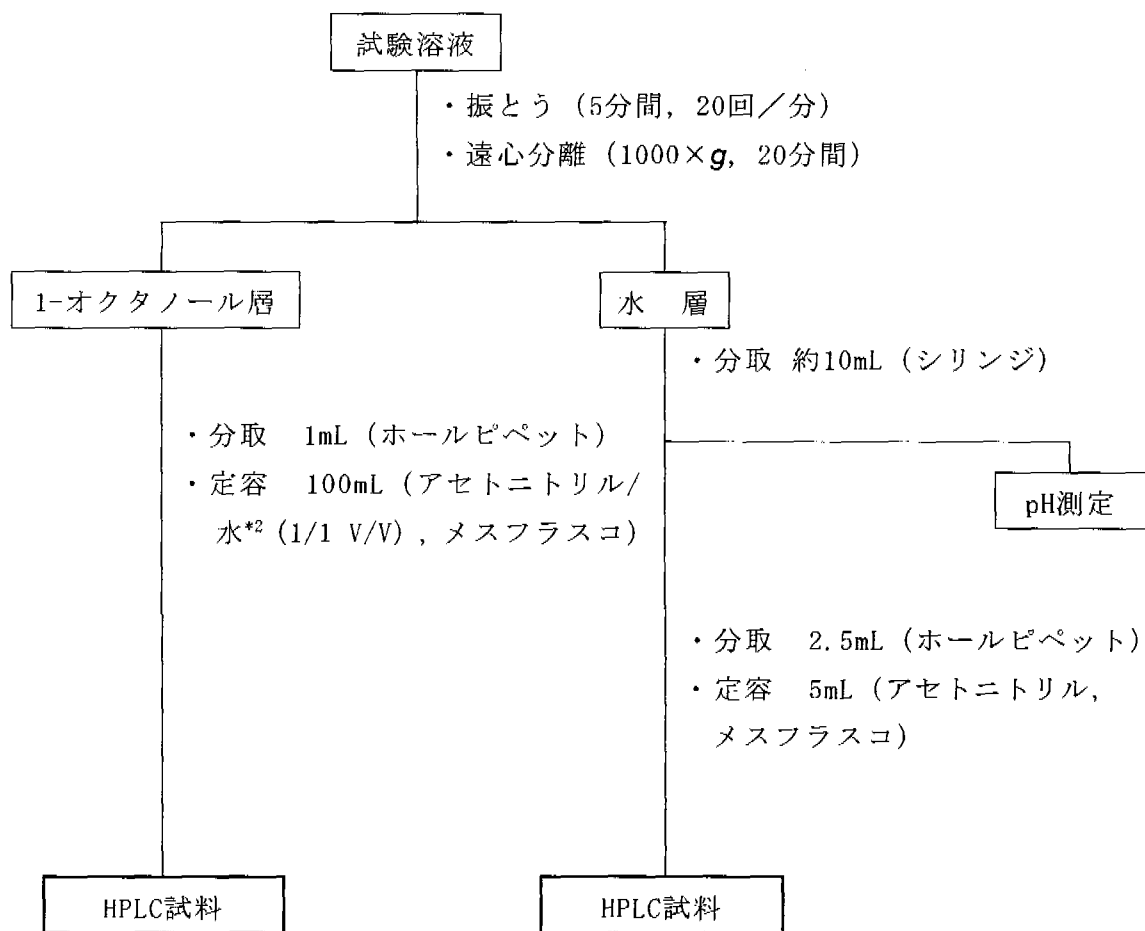 試験溶液
・振とう（5分間, 20回／分）
・遠心分離（1000×g, 20分間）
1-オクタノール層
水　層
・分取 約10mL（シリンジ）
・分取　1mL（ホールピペット）
・定容　100mL（アセトニトリル/
水*2（1/1 V/V）, メスフラスコ）
pH測定
・分取　2.5mL（ホールピペット）
・定容　5mL（アセトニトリル,
メスフラスコ）
HPLC試料
HPLC試料